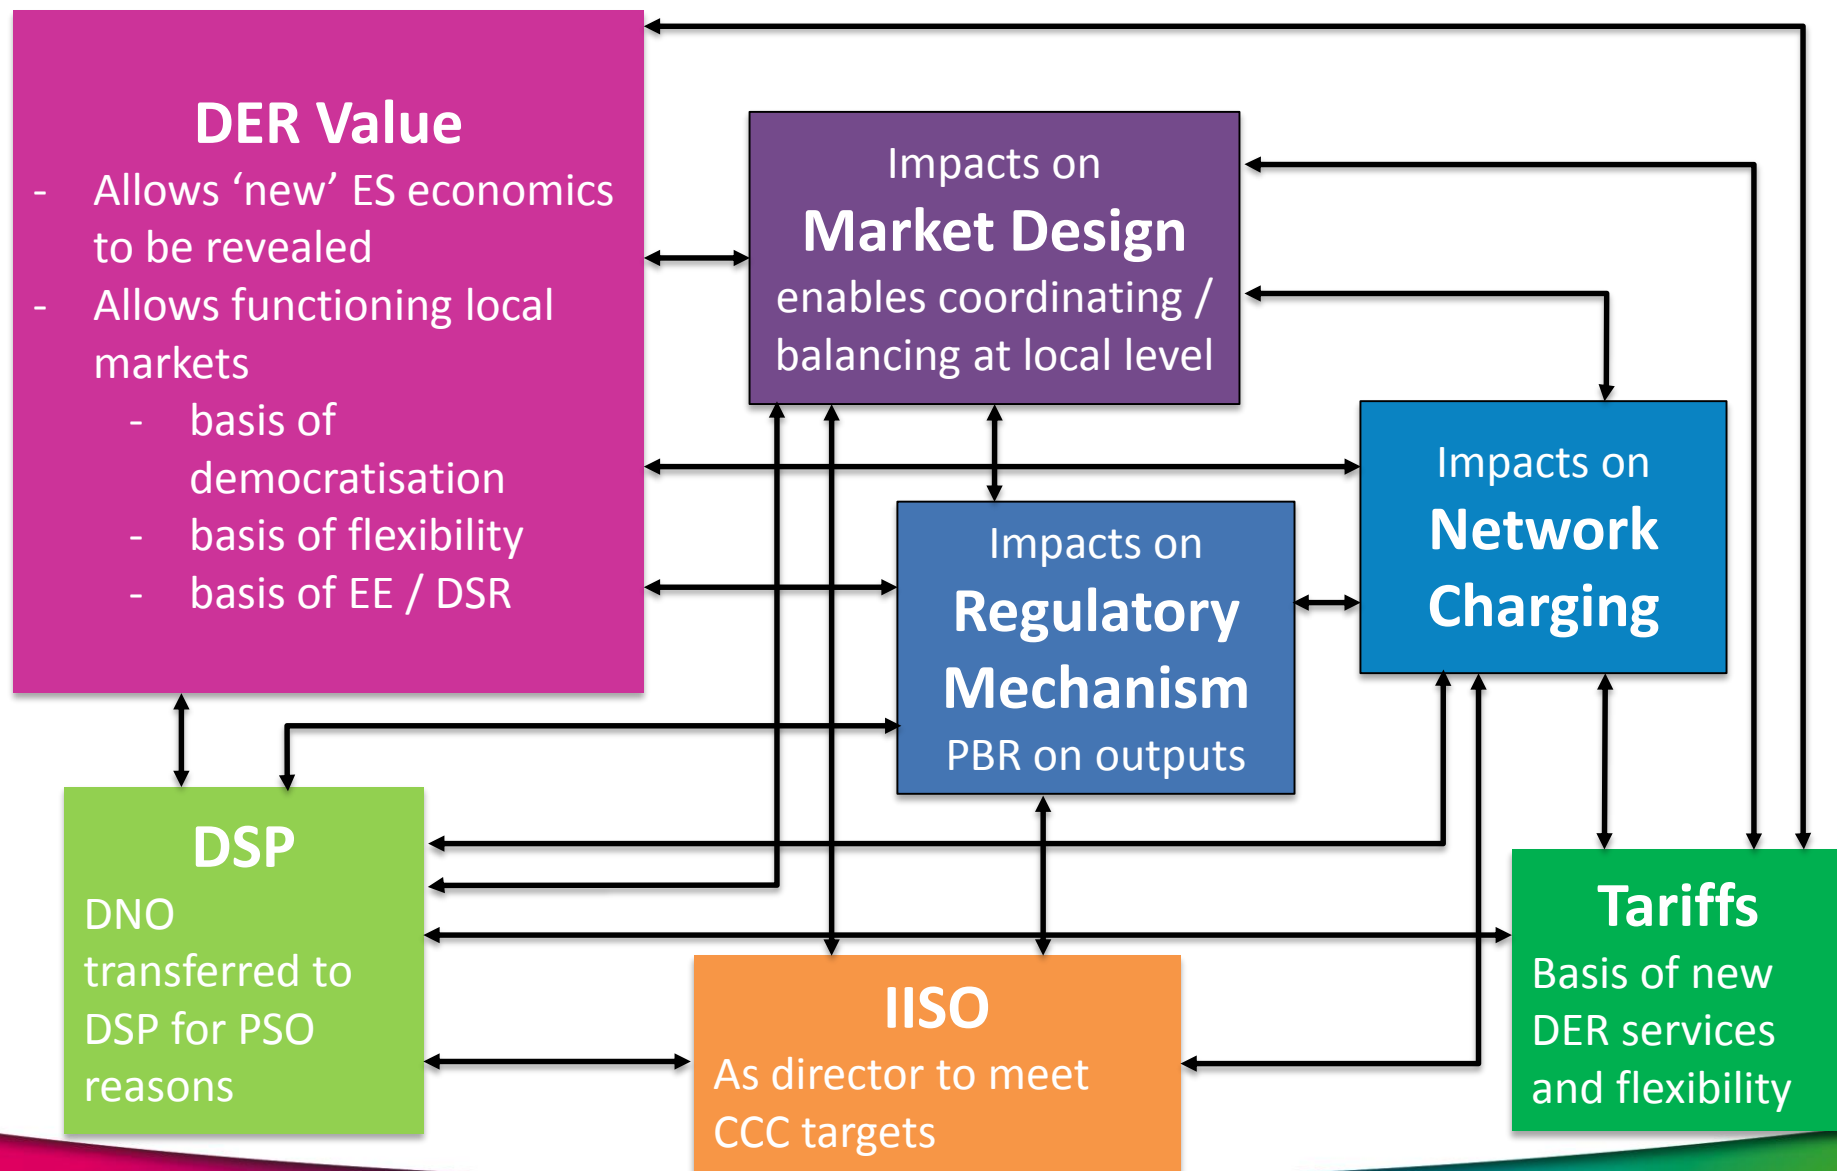 DER Value
- Allows ‘new’ ES economics
to be revealed
- Allows functioning local
markets
- basis of
democratisation
- basis of flexibility
- basis of EE / DSR
Impacts on
Market Design
enables coordinating /
balancing at local level
Impacts on
Network
Charging
Impacts on
Regulatory
Mechanism
PBR on outputs
DSP
DNO
transferred to
DSP for PSO
reasons
IISO
As director to meet
CCC targets
Tariffs
Basis of new
DER services
and flexibility